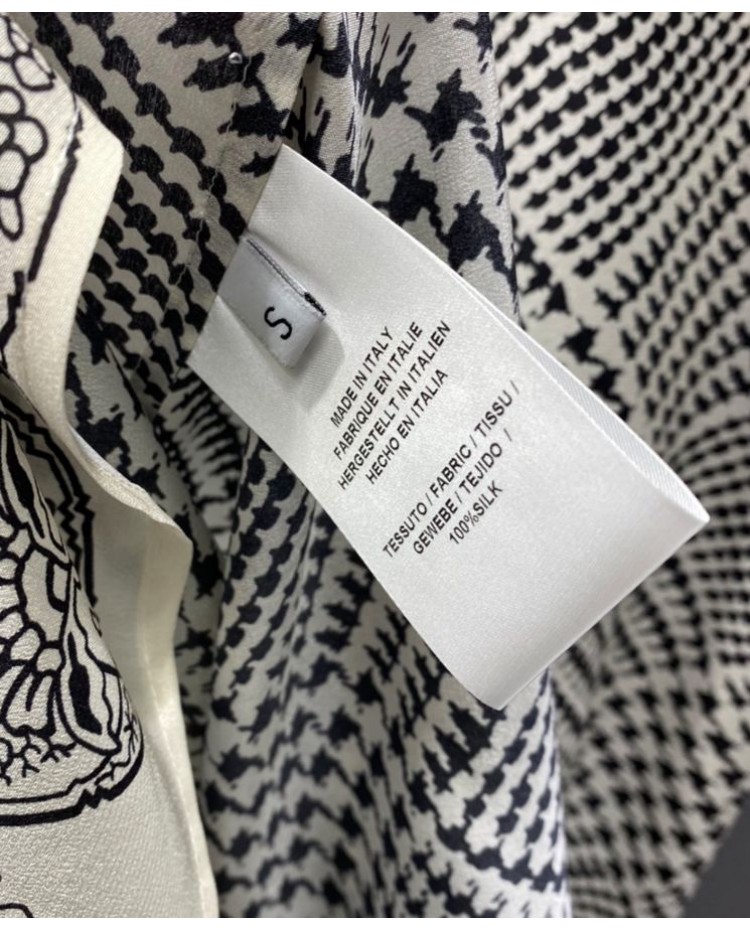 S
MADE IN ITALY
FABRIQUE EN ITALIE
HERGESTELLT IN ITALIEN
HECHO EN ITALIA
TESSUTO / FABRIC / TISSU /
GEWEBE / TEJIDO /
100%SILK